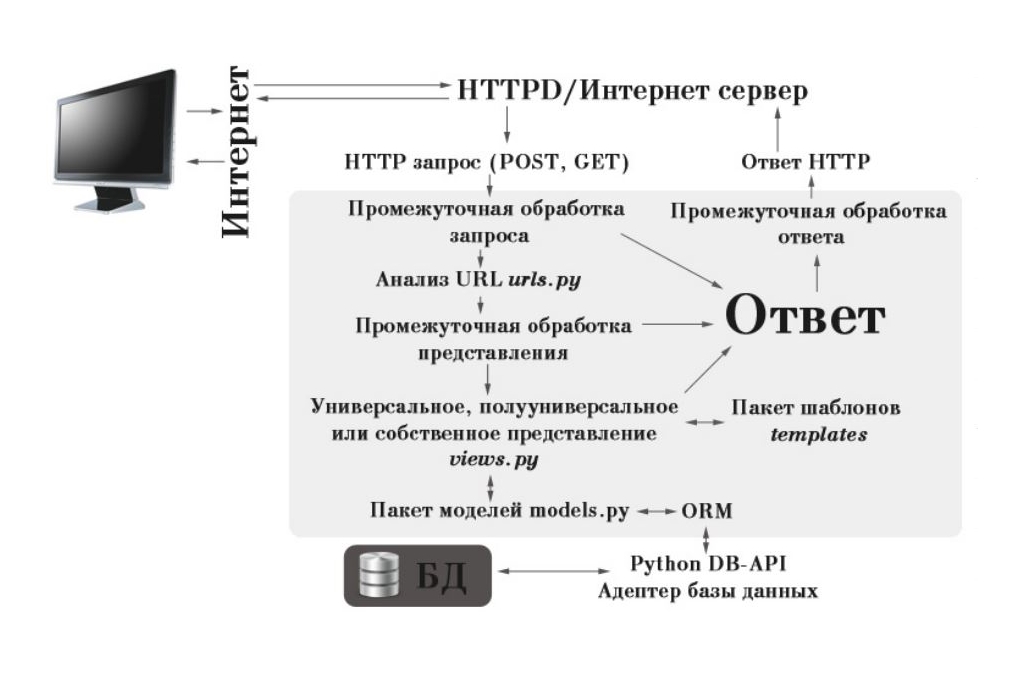 Интернет
HTTPD/Интернет сервер
HTTP запрос (POST, GET)
Ответ HTTP
Промежуточная обработка
запроса
Промежуточная обработка
ответа
Анализ URL urls.py
Ответ
Промежуточная обработка
представления
Универсальное, полууниверсальное
или собственное представление
views.py
Пакет шаблонов
templates
Пакет моделей models.py
ORM
БД
Python DB-API
Адептер базы данных